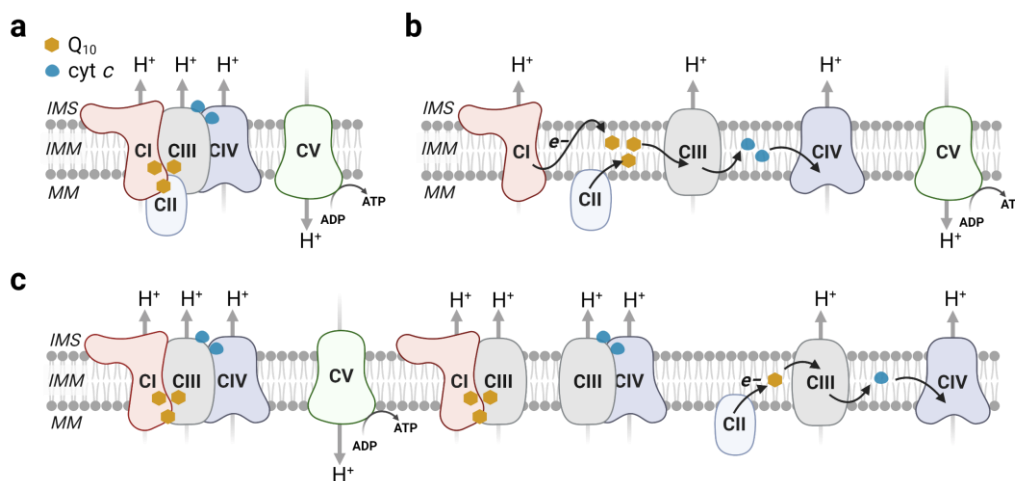 a
Q10
cyt c
H+ H+ H+
IMS
IMM
MM
CI CIII CIV CV
CII
ADP ATP
H+
b
H+ H+ H+
IMS
IMM
MM
e−
CI CIII CIV CV
CII
ADP AT
H+
c
H+ H+ H+ H+ H+ H+ H+ H+ H+
IMS
IMM
MM
CI CIII CIV CV CI CIII CIII CIV e− CIII CIV
CII
ADP ATP
H+